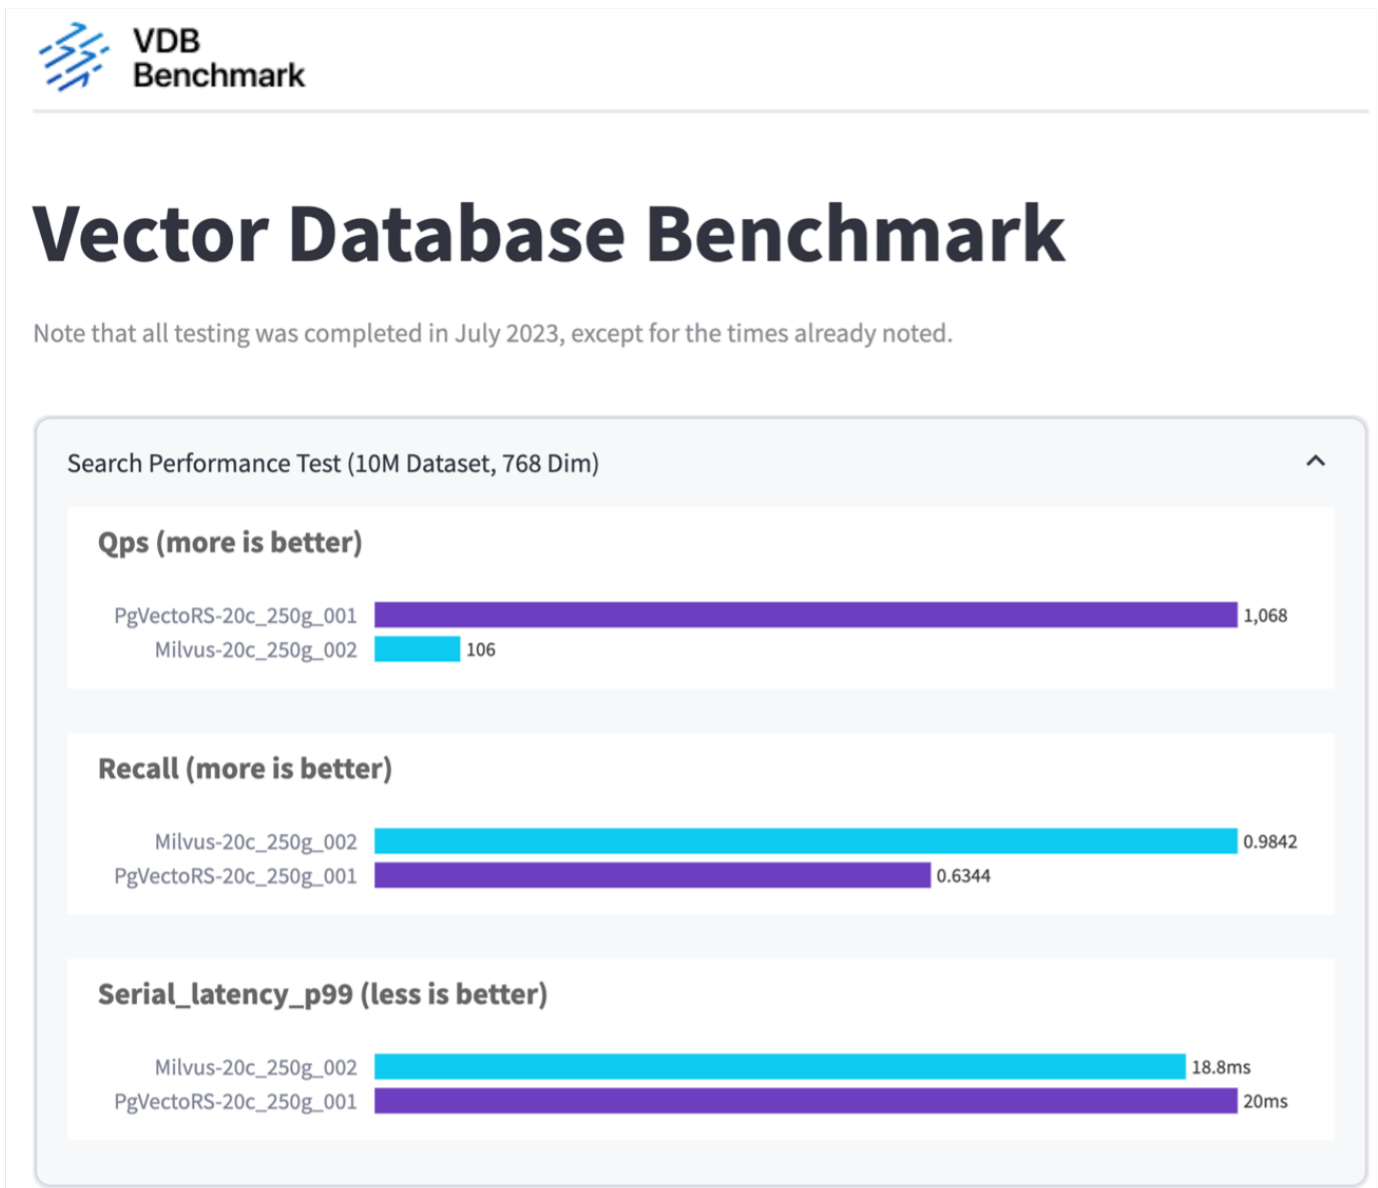 VDB
Benchmark
Vector Database Benchmark
Note that all testing was completed in July 2023, except for the times already noted.
Search Performance Test (10M Dataset, 768 Dim)
Qps (more is better)
PgVectoRS-20c_250g_001 1,068
Milvus-20c_250g_002 106
Recall (more is better)
Milvus-20c_250g_002 0.9842
PgVectoRS-20c_250g_001 0.6344
Serial_latency_p99 (less is better)
Milvus-20c_250g_002 18.8ms
PgVectoRS-20c_250g_001 20ms